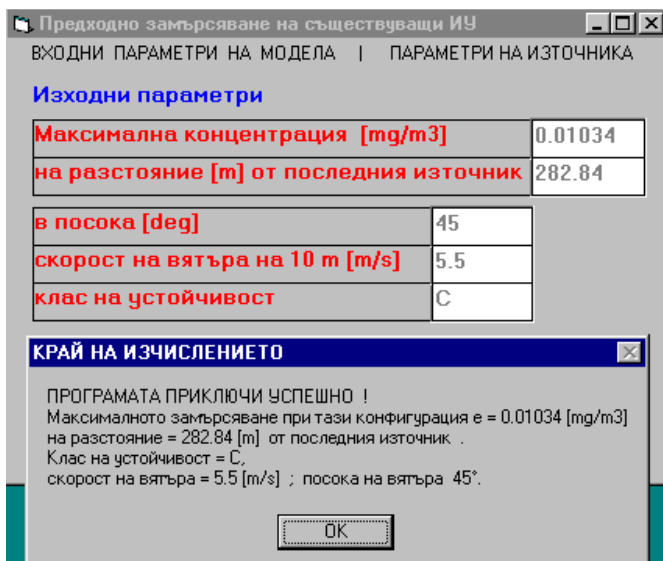 Предходно замърсяване на съществуващи ИУ
ВХОДНИ ПАРАМЕТРИ НА МОДЕЛА | ПАРАМЕТРИ НА ИЗТОЧНИКА
Изходни параметри
Максимална концентрация [mg/m3] 0.01034
на разстояние [m] от последния източник 282.84
в посока [deg] 45
скорост на вятъра на 10 m [m/s] 5.5
клас на устойчивост C
КРАЙ НА ИЗЧИСЛЕНИЕТО
ПРОГРАМАТА ПРИКЛЮЧИ УСПЕШНО !
Максималното замърсяване при тази конфигурация е = 0.01034 [mg/m3]
на разстояние = 282.84 [m] от последния източник .
Клас на устойчивост = C,
скорост на вятъра = 5.5 [m/s] ; посока на вятъра 45°.
OK